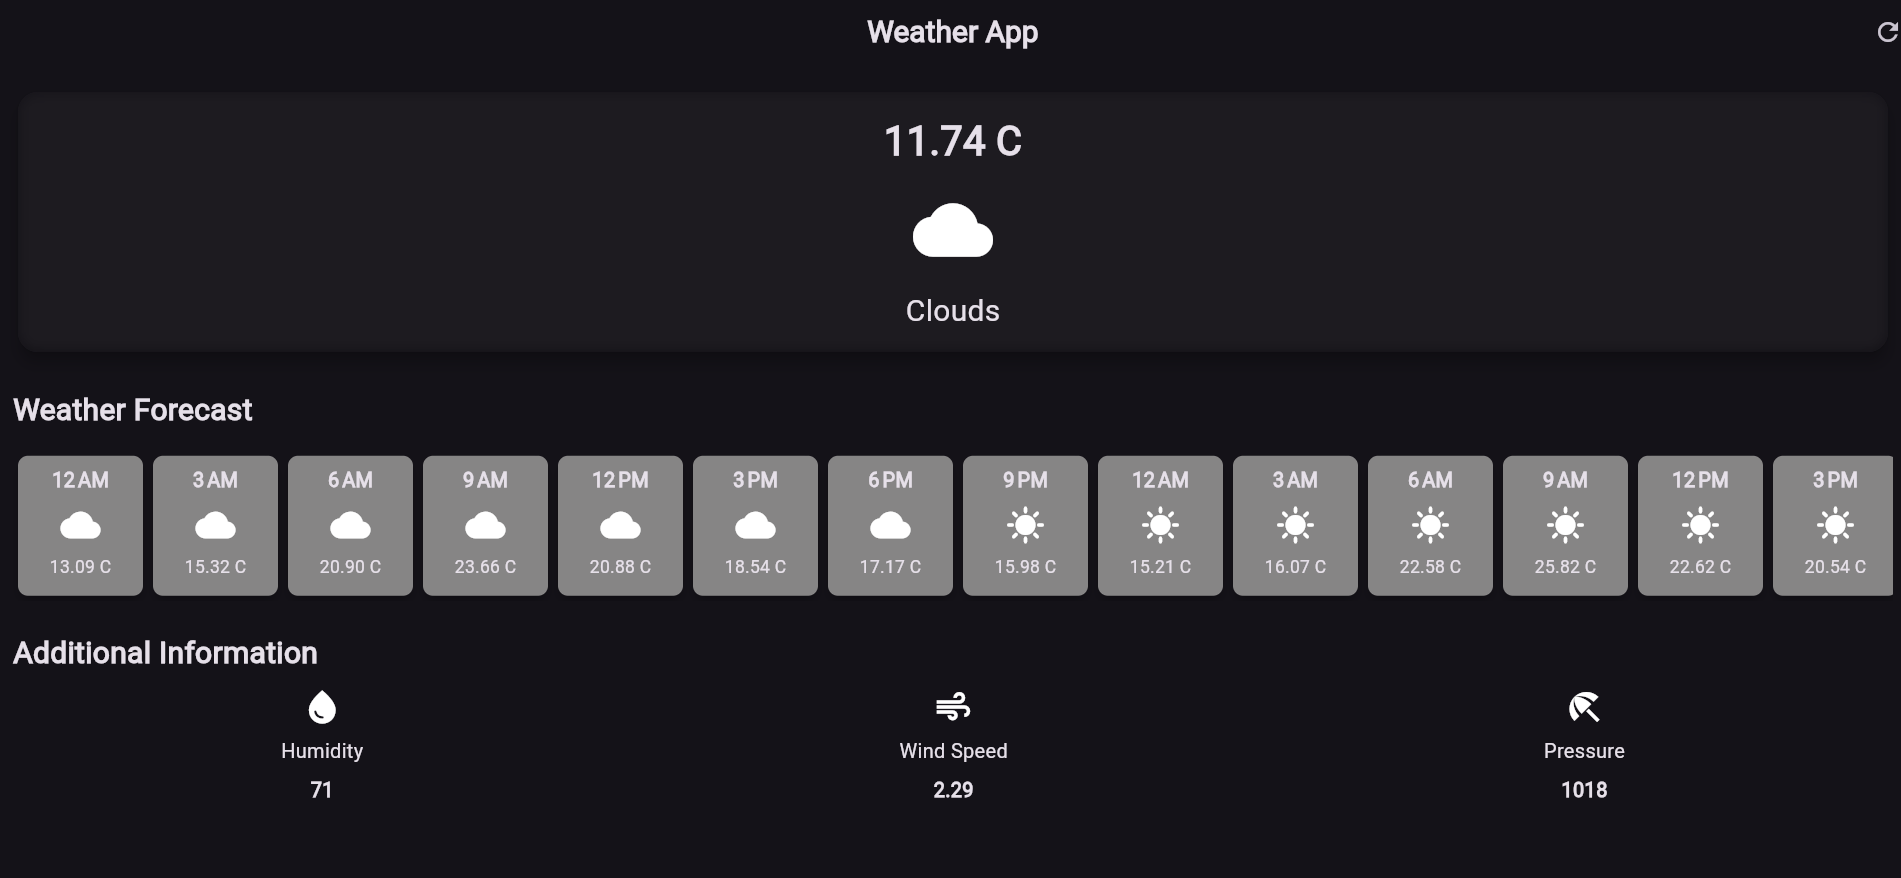 Weather App
11.74 C
Clouds
Weather Forecast
12 AM 3 AM 6 AM 9 AM 12 PM 3 PM 6 PM 9 PM 12 AM 3 AM 6 AM 9 AM 12 PM 3 PM
13.09 C 15.32 C 20.90 C 23.66 C 20.88 C 18.54 C 17.17 C 15.98 C 15.21 C 16.07 C 22.58 C 25.82 C 22.62 C 20.54 C
Additional Information
Humidity Wind Speed Pressure
71 2.29 1018